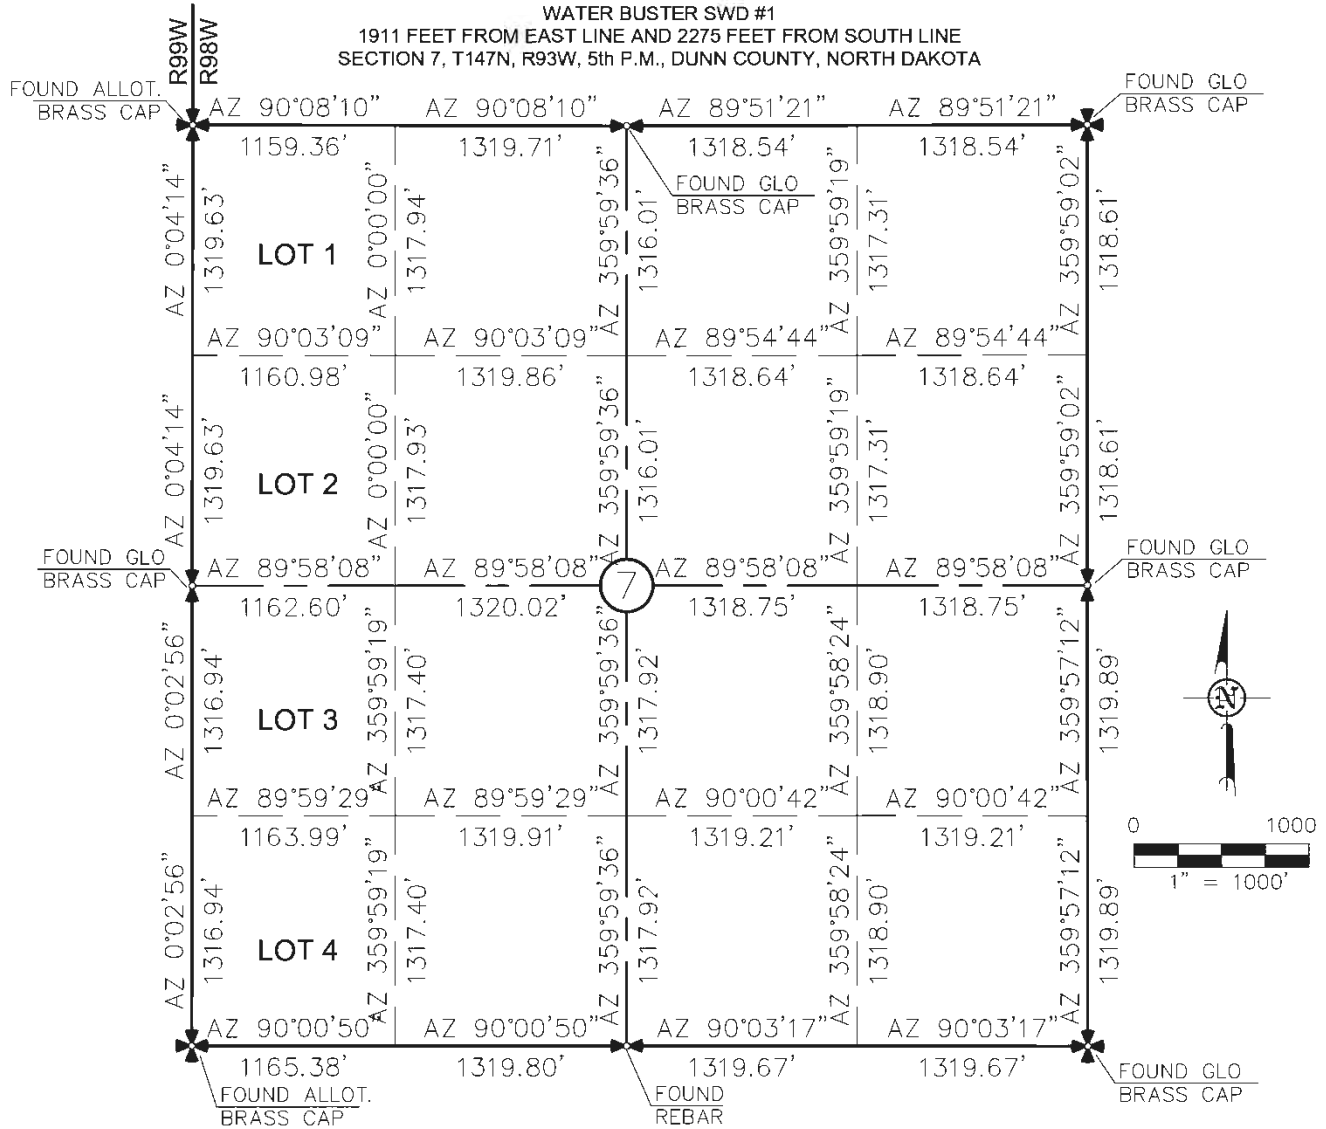 WATER BUSTER SWD #1
1911 FEET FROM EAST LINE AND 2275 FEET FROM SOUTH LINE
SECTION 7, T147N, R93W, 5th P.M., DUNN COUNTY, NORTH DAKOTA
R99W
R98W
FOUND ALLOT.
BRASS CAP
FOUND GLO
BRASS CAP
AZ 90°08'10" AZ 90°08'10" AZ 89°51'21" AZ 89°51'21"
1159.36' 1319.71' 1318.54' 1318.54'
FOUND GLO
BRASS CAP
AZ 0°04'14"
1319.63'
LOT 1
AZ 0°00'00"
1317.94'
AZ 359°59'36"
1316.01'
AZ 359°59'19"
1317.31'
AZ 359°59'02"
1318.61'
AZ 90°03'09" AZ 90°03'09" AZ 89°54'44" AZ 89°54'44"
1160.98' 1319.86' 1318.64' 1318.64'
AZ 0°04'14"
1319.63'
LOT 2
AZ 0°00'00"
1317.93'
AZ 359°59'36"
1316.01'
AZ 359°59'19"
1317.31'
AZ 359°59'02"
1318.61'
FOUND GLO
BRASS CAP
FOUND GLO
BRASS CAP
AZ 89°58'08" AZ 89°58'08" AZ 89°58'08" AZ 89°58'08"
7
1162.60' 1320.02' 1318.75' 1318.75'
AZ 0°02'56"
1316.94'
LOT 3
AZ 359°59'19"
1317.40'
AZ 359°59'36"
1317.92'
AZ 359°58'24"
1318.90'
AZ 359°57'12"
1319.89'
N
AZ 89°59'29" AZ 89°59'29" AZ 90°00'42" AZ 90°00'42"
1163.99' 1319.91' 1319.21' 1319.21'
0 1000
1" = 1000'
AZ 0°02'56"
1316.94'
LOT 4
AZ 359°59'19"
1317.40'
AZ 359°59'36"
1317.92'
AZ 359°58'24"
1318.90'
AZ 359°57'12"
1319.89'
AZ 90°00'50" AZ 90°00'50" AZ 90°03'17" AZ 90°03'17"
1165.38' 1319.80' 1319.67' 1319.67'
FOUND ALLOT.
BRASS CAP
FOUND
REBAR
FOUND GLO
BRASS CAP